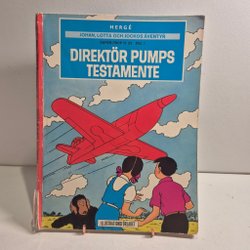 HERGÉ
JOHAN, LOTTA OCH JOCKOS ÄVENTYR
DIREKTÖR PUMPS
TESTAMENTE